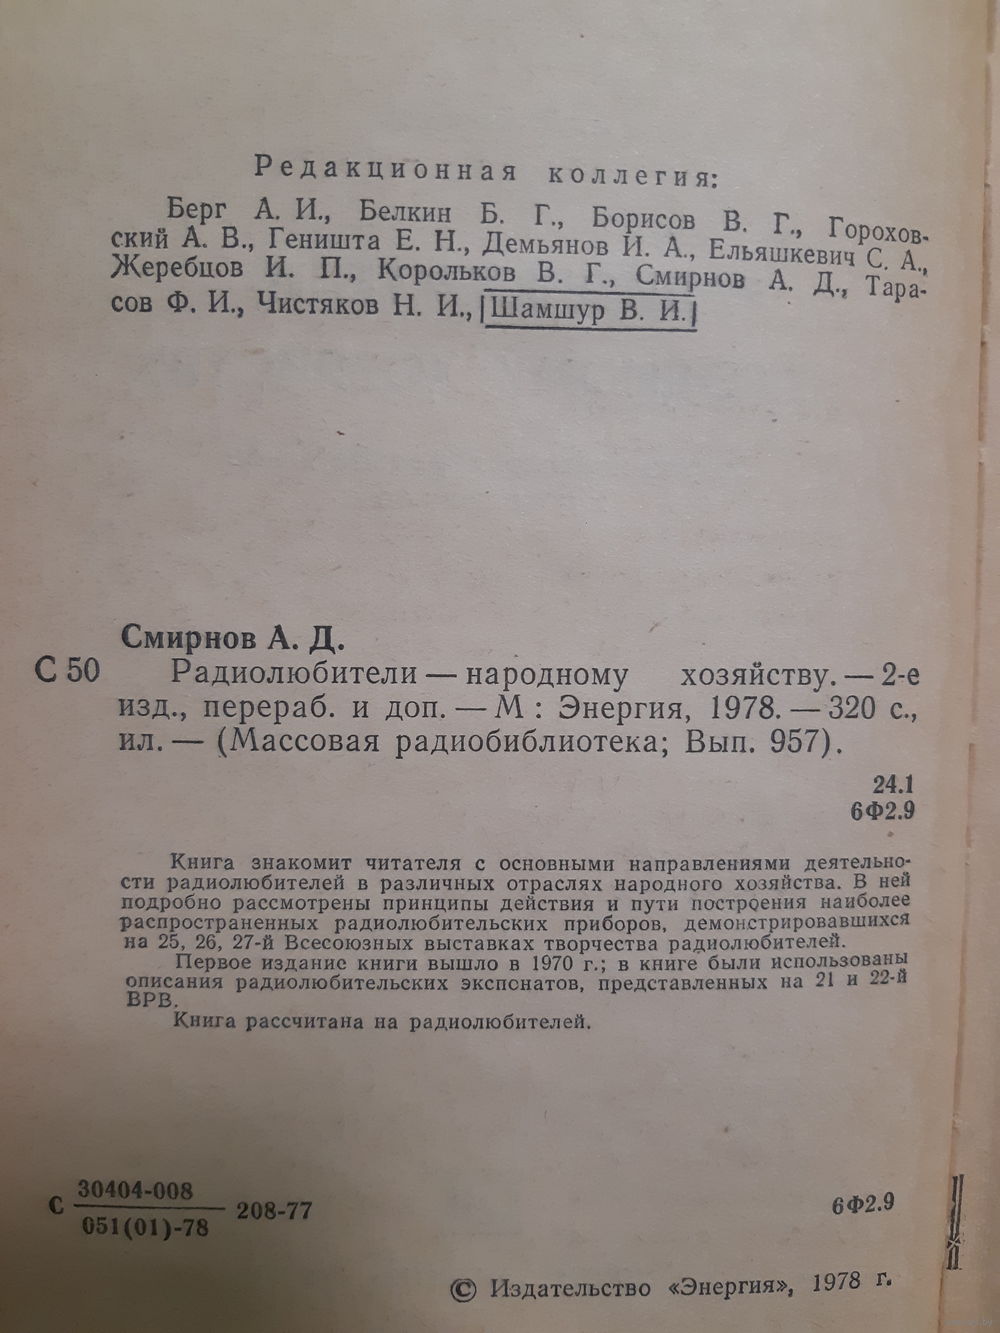 Редакционная коллегия:
Берг А. И., Белкин Б. Г., Борисов В. Г., Горохов-
ский А. В., Геништа Е. Н., Демьянов И. А., Ельяшкевич С. А.,
Жеребцов И. П., Корольков В. Г., Смирнов А. Д., Тара-
сов Ф. И., Чистяков Н. И., Шамшур В. И.
Смирнов А. Д.
С 50 Радиолюбители — народному хозяйству. — 2-е
изд., перераб. и доп. — М : Энергия, 1978. — 320 с.,
ил. — (Массовая радиобиблиотека; Вып. 957).
24.1
6Ф2.9
Книга знакомит читателя с основными направлениями деятельно-
сти радиолюбителей в различных отраслях народного хозяйства. В ней
подробно рассмотрены принципы действия и пути построения наиболее
распространенных радиолюбительских приборов, демонстрировавшихся
на 25, 26, 27-й Всесоюзных выставках творчества радиолюбителей.
Первое издание книги вышло в 1970 г.; в книге были использованы
описания радиолюбительских экспонатов, представленных на 21 и 22-й
ВРВ.
Книга рассчитана на радиолюбителей.
С 30404-008
051(01)-78 208-77 6Ф2.9
© Издательство «Энергия», 1978 г.